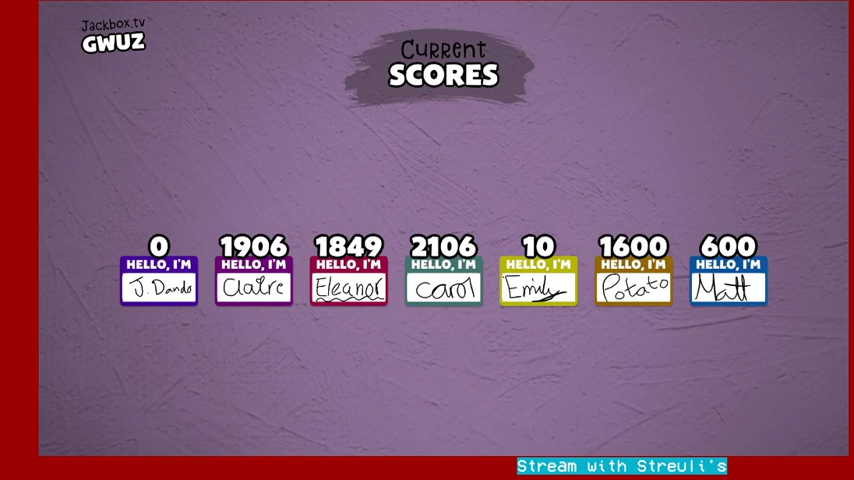 Jackbox.tv
GWUZ
Current
SCORES
0 1906 1849 2106 10 1600 600
HELLO, I'M HELLO, I'M HELLO, I'M HELLO, I'M HELLO, I'M HELLO, I'M HELLO, I'M
J. Dando Claire Eleanor carol Emily Potato Matt
Stream with Streuli's